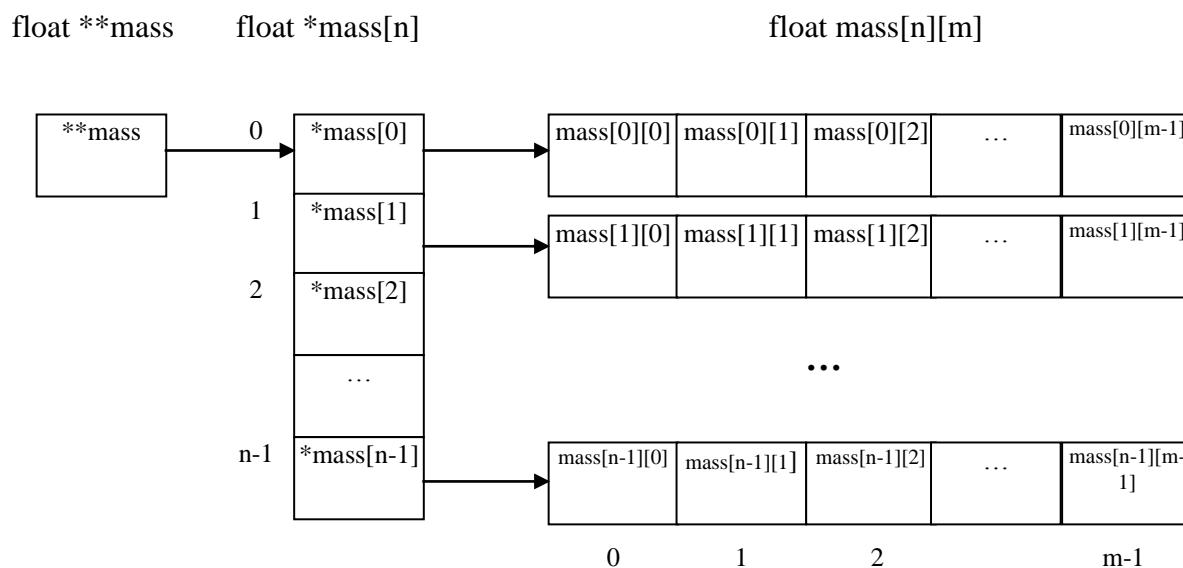 float **mass float *mass[n] float mass[n][m]
**mass 0 *mass[0] mass[0][0] mass[0][1] mass[0][2] … mass[0][m-1]
1 *mass[1] mass[1][0] mass[1][1] mass[1][2] … mass[1][m-1]
2 *mass[2]
… …
n-1 *mass[n-1] mass[n-1][0] mass[n-1][1] mass[n-1][2] … mass[n-1][m-
1]
0 1 2 m-1